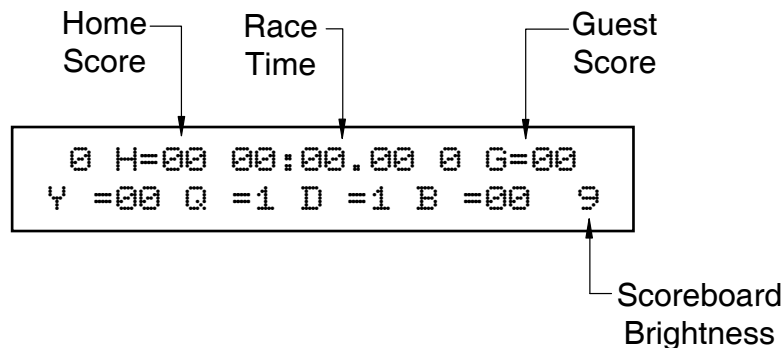 Home Score
Race Time
Guest Score
0 H=00 00:00.00 0 G=00
Y =00 Q =1 D =1 B =00 9
Scoreboard Brightness